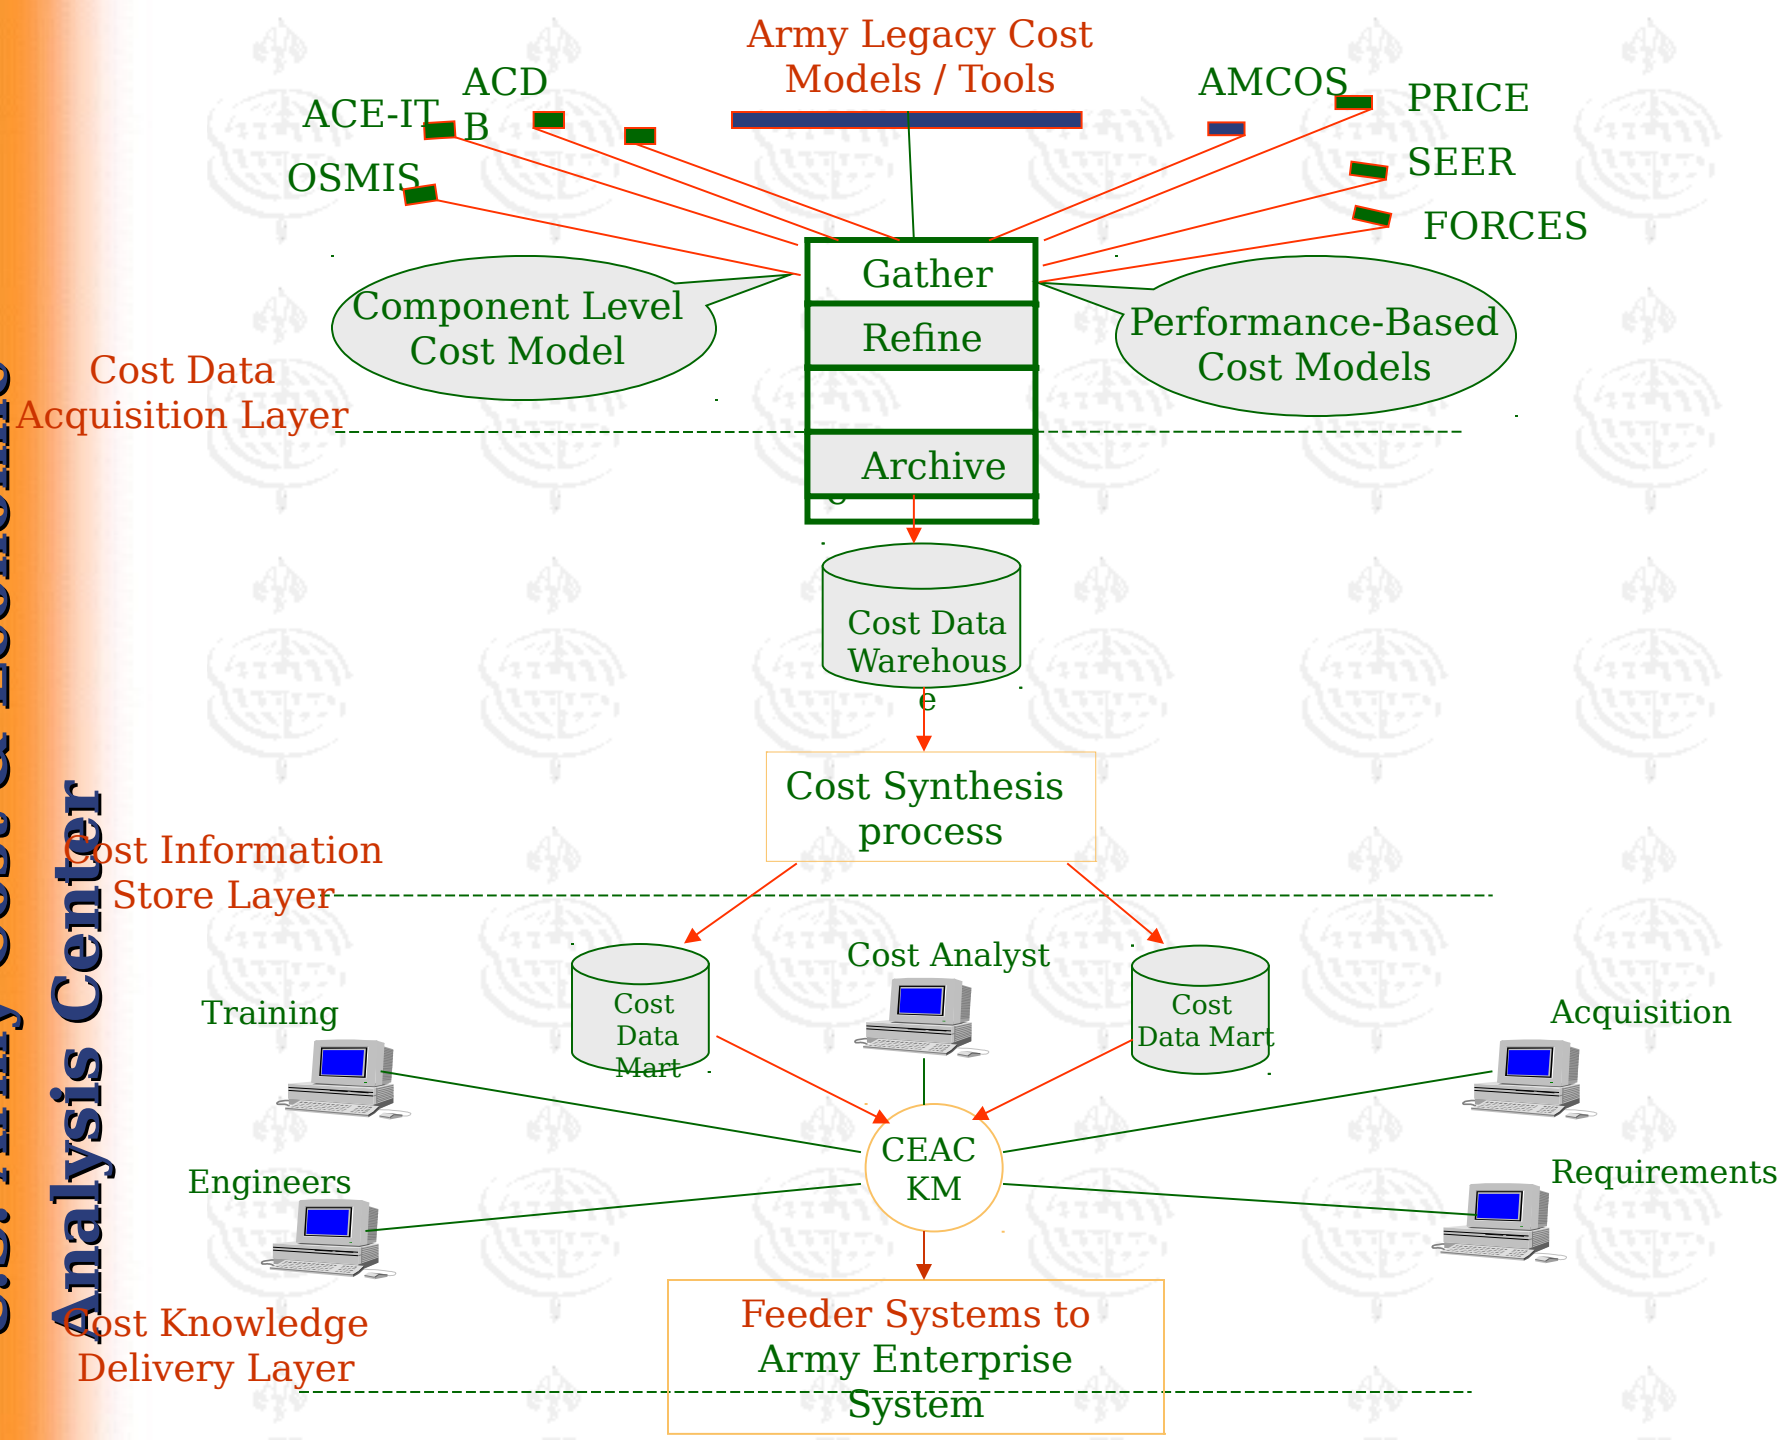 Army Legacy Cost
Models / Tools
ACD
B
ACE-IT
OSMIS
AMCOS
PRICE
SEER
FORCES
Gather
Refine
Archive
Component Level
Cost Model
Performance-Based
Cost Models
Cost Data
Acquisition Layer
Cost Data
Warehous
e
Cost Synthesis
process
Cost Information
Store Layer
Cost
Data
Mart
Cost Analyst
Cost
Data Mart
Training
Acquisition
Engineers
Requirements
CEAC
KM
Cost Knowledge
Delivery Layer
Feeder Systems to
Army Enterprise
System
U.S. Army Cost & Economic
Analysis Center